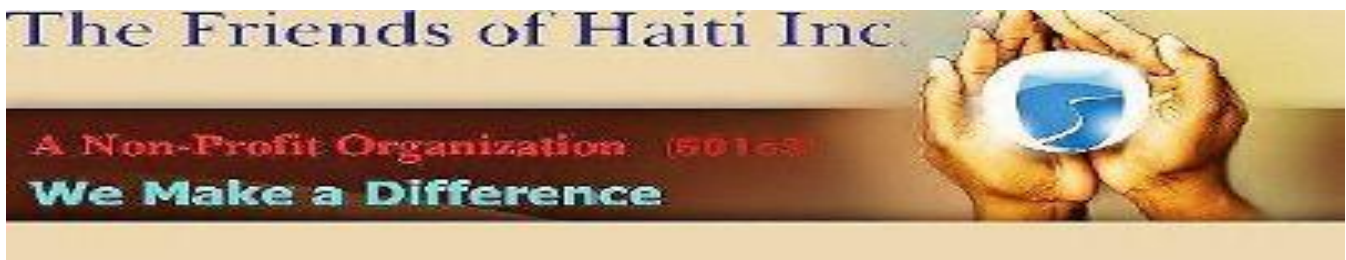 The Friends of Haiti Inc.
A Non-Profit Organization (501c3)
We Make a Difference